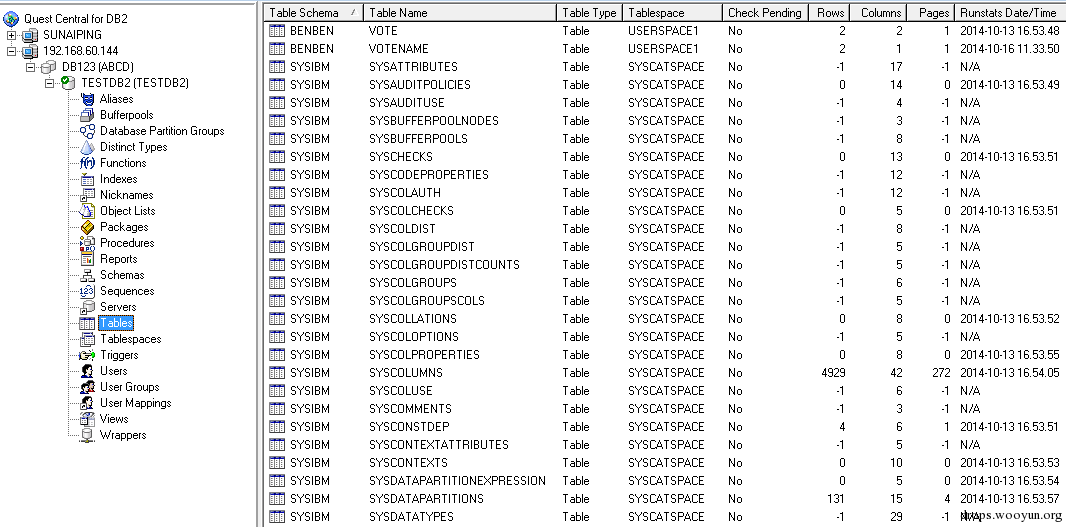 Quest Central for DB2
SUNAIPING
192.168.60.144
DB123 (ABCD)
TESTDB2 (TESTDB2)
Aliases
Bufferpools
Database Partition Groups
Distinct Types
Functions
Indexes
Nicknames
Object Lists
Packages
Procedures
Reports
Schemas
Sequences
Servers
Tables
Tablespaces
Triggers
Users
User Groups
User Mappings
Views
Wrappers
Table Schema Table Name Table Type Tablespace Check Pending Rows Columns Pages Runstats Date/Time
BENBEN VOTE Table USERSPACE1 No 2 2 1 2014-10-13 16.53.48
BENBEN VOTENAME Table USERSPACE1 No 2 1 1 2014-10-16 11.33.50
SYSIBM SYSATTRIBUTES Table SYSCATSPACE No -1 17 -1 N/A
SYSIBM SYSAUDITPOLICIES Table SYSCATSPACE No 0 14 0 2014-10-13 16.53.49
SYSIBM SYSAUDITUSE Table SYSCATSPACE No -1 4 -1 N/A
SYSIBM SYSBUFFERPOOLNODES Table SYSCATSPACE No -1 3 -1 N/A
SYSIBM SYSBUFFERPOOLS Table SYSCATSPACE No -1 8 -1 N/A
SYSIBM SYSCHECKS Table SYSCATSPACE No 0 13 0 2014-10-13 16.53.51
SYSIBM SYSCODEPROPERTIES Table SYSCATSPACE No -1 12 -1 N/A
SYSIBM SYSCOLAUTH Table SYSCATSPACE No -1 12 -1 N/A
SYSIBM SYSCOLCHECKS Table SYSCATSPACE No 0 5 0 2014-10-13 16.53.51
SYSIBM SYSCOLDIST Table SYSCATSPACE No -1 8 -1 N/A
SYSIBM SYSCOLGROUPDIST Table SYSCATSPACE No -1 5 -1 N/A
SYSIBM SYSCOLGROUPDISTCOUNTS Table SYSCATSPACE No -1 5 -1 N/A
SYSIBM SYSCOLGROUPS Table SYSCATSPACE No -1 6 -1 N/A
SYSIBM SYSCOLGROUPSCOLS Table SYSCATSPACE No -1 5 -1 N/A
SYSIBM SYSCOLLATIONS Table SYSCATSPACE No 0 8 0 2014-10-13 16.53.52
SYSIBM SYSCOLOPTIONS Table SYSCATSPACE No -1 5 -1 N/A
SYSIBM SYSCOLPROPERTIES Table SYSCATSPACE No 0 8 0 2014-10-13 16.53.55
SYSIBM SYSCOLUMNS Table SYSCATSPACE No 4929 42 272 2014-10-13 16.54.05
SYSIBM SYSCOLUSE Table SYSCATSPACE No -1 6 -1 N/A
SYSIBM SYSCOMMENTS Table SYSCATSPACE No -1 3 -1 N/A
SYSIBM SYSCONSTDEP Table SYSCATSPACE No 4 6 1 2014-10-13 16.53.51
SYSIBM SYSCONTEXTATTRIBUTES Table SYSCATSPACE No -1 5 -1 N/A
SYSIBM SYSCONTEXTS Table SYSCATSPACE No 0 10 0 2014-10-13 16.53.53
SYSIBM SYSDATAPARTITIONEXPRESSION Table SYSCATSPACE No 0 5 0 2014-10-13 16.53.54
SYSIBM SYSDATAPARTITIONS Table SYSCATSPACE No 131 15 4 2014-10-13 16.53.57
SYSIBM SYSDATATYPES Table SYSCATSPACE No -1 29 -1 N/A
drops.wooyun.org